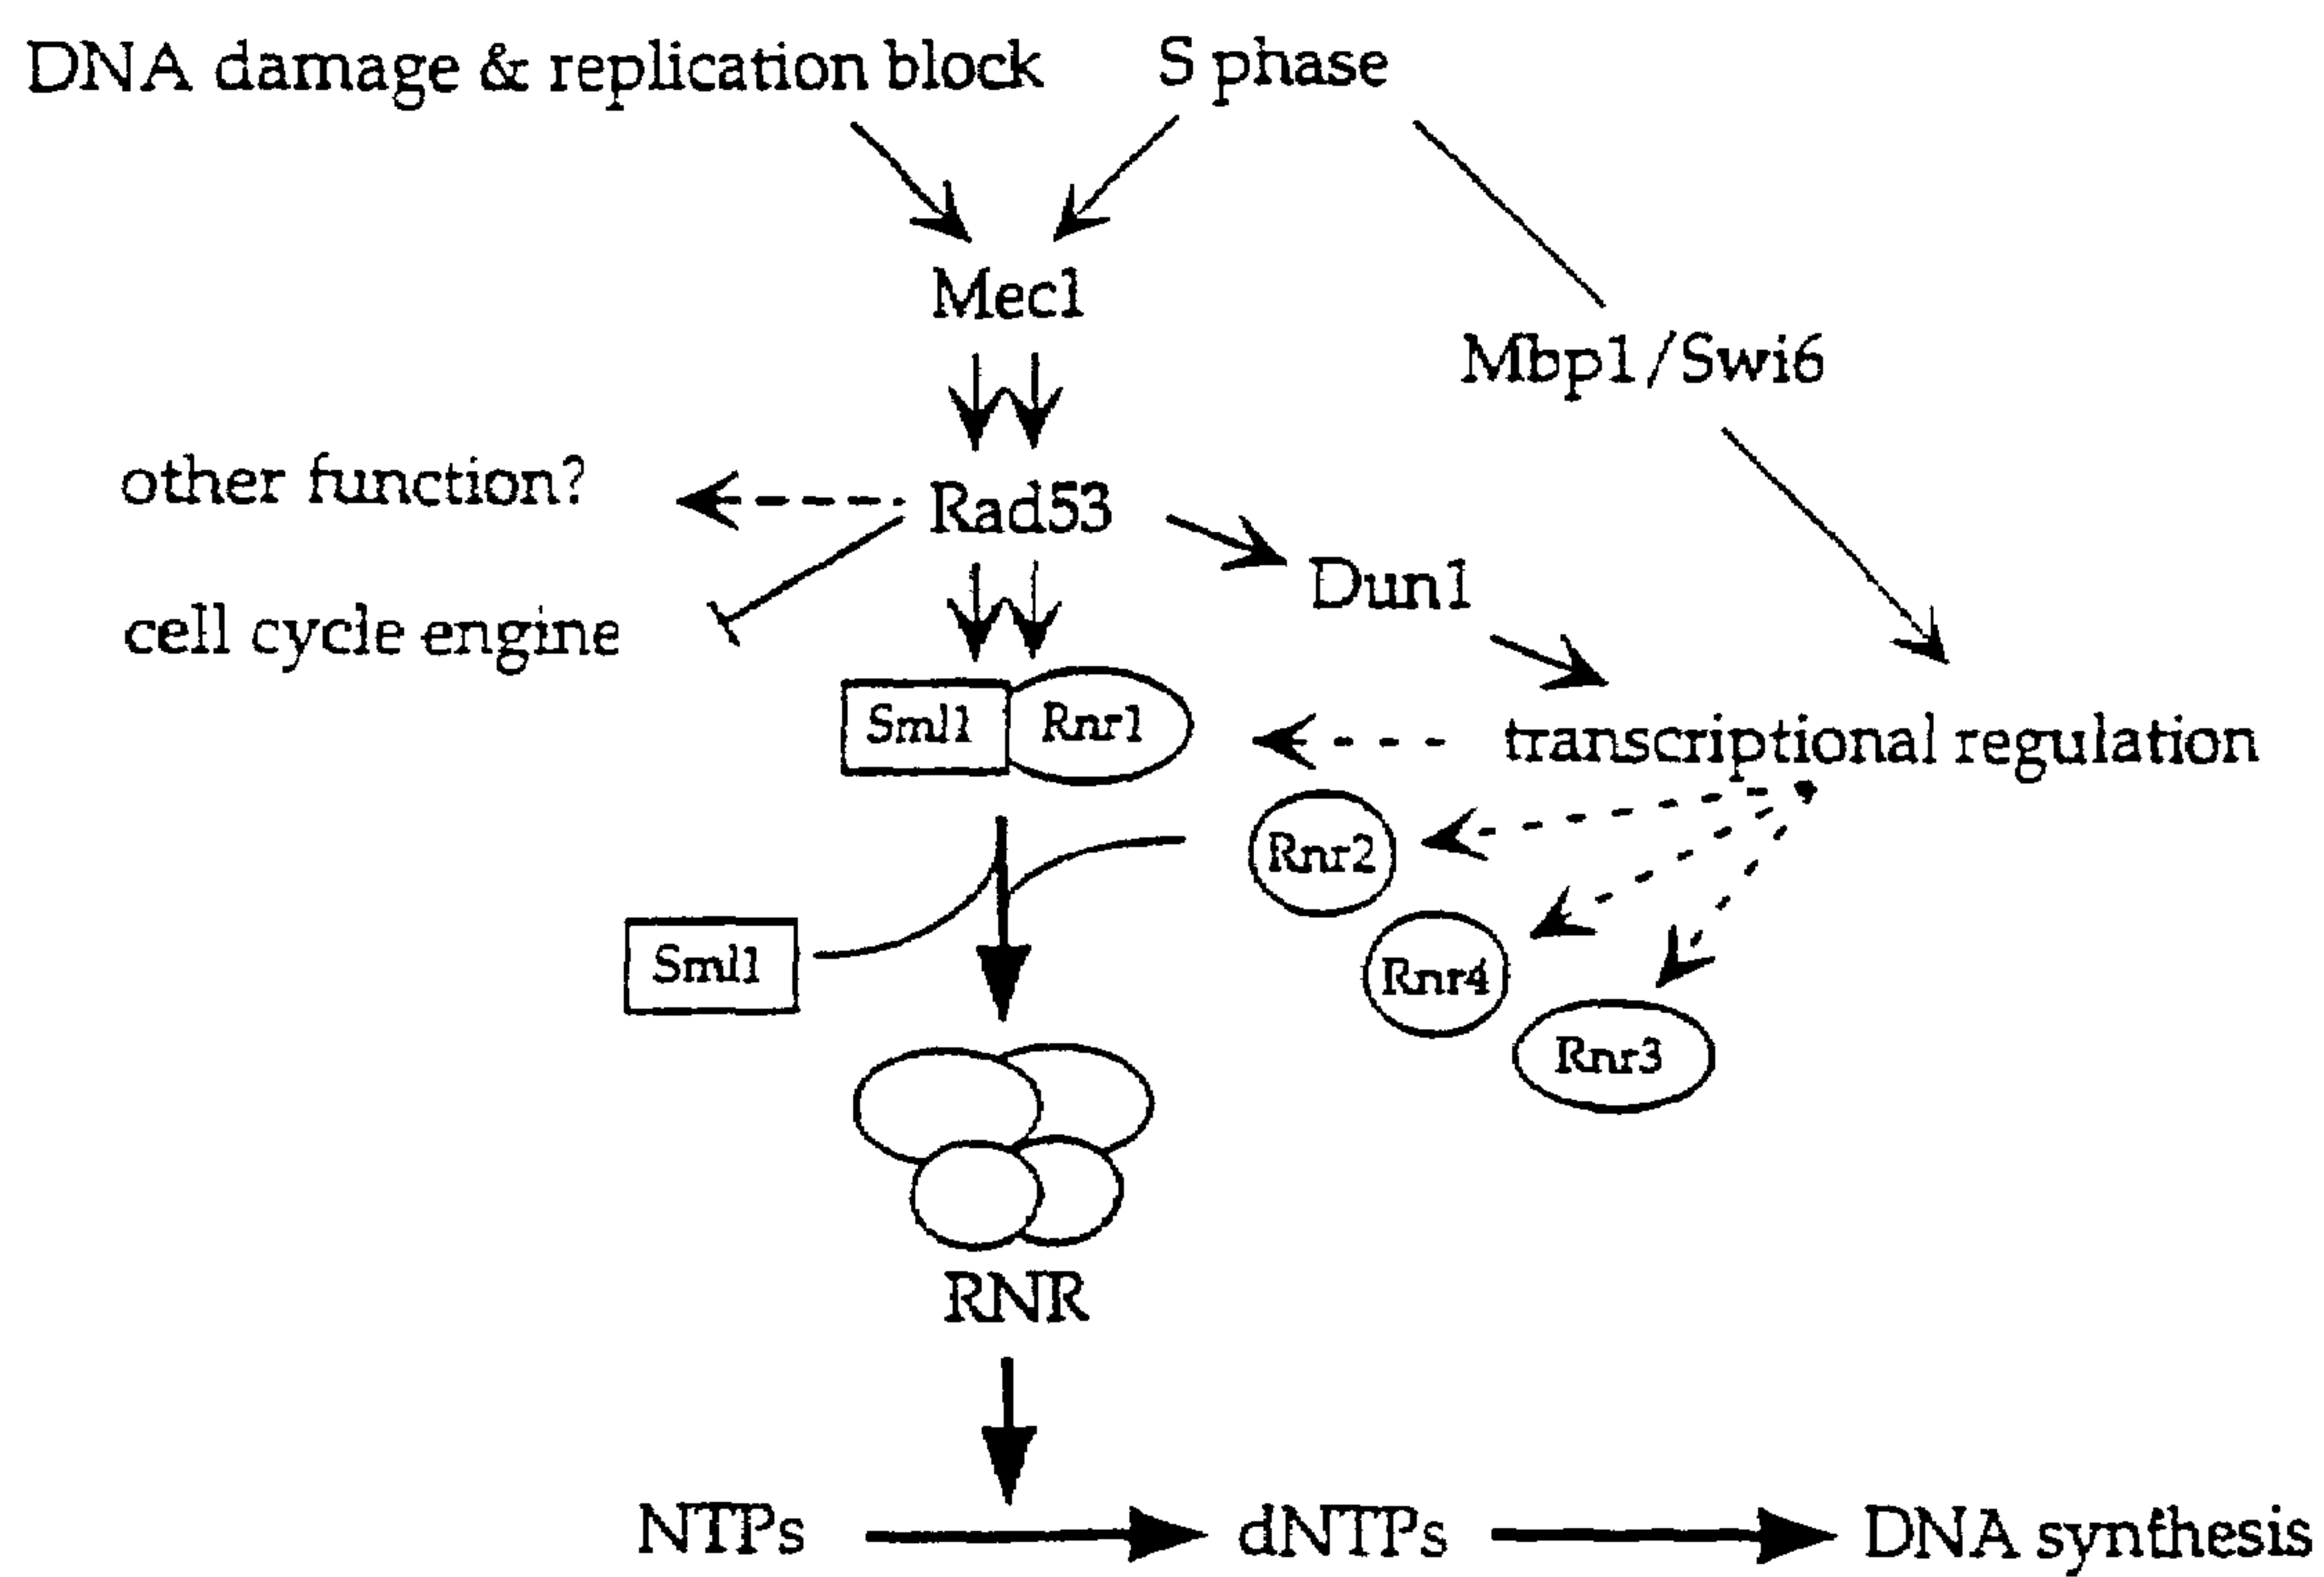 DNA damage & replication block
S phase
Mec1
Mbp1/Swi6
other function?
Rad53
Dun1
cell cycle engine
Sml1
Rnr1
transcriptional regulation
Rnr2
Sml1
Rnr4
Rnr3
RNR
NTPs
dNTPs
DNA synthesis